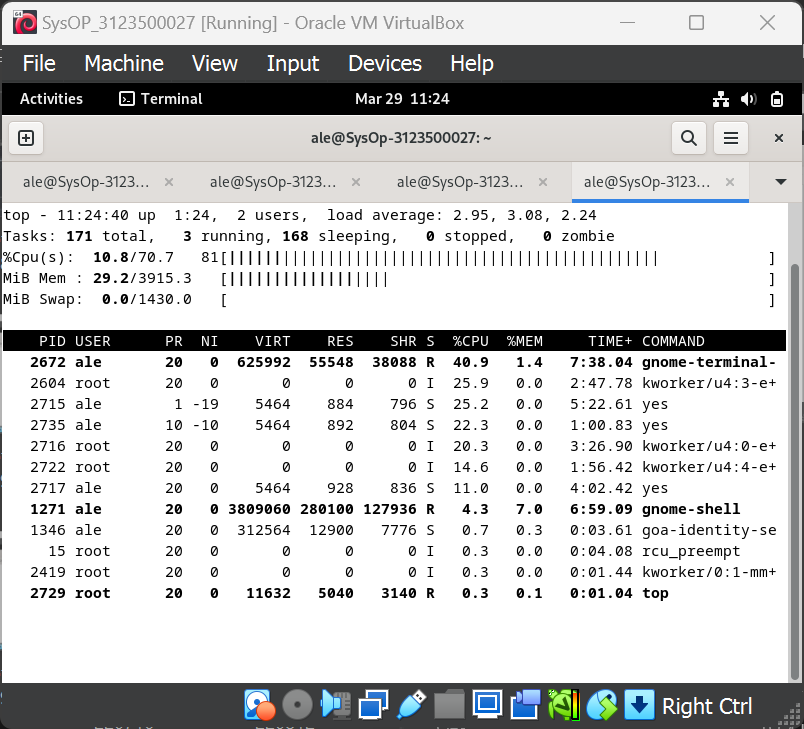 SysOP_3123500027 [Running] - Oracle VM VirtualBox
File Machine View Input Devices Help
Activities Terminal Mar 29 11:24
ale@SysOp-3123500027: ~
ale@SysOp-3123... ale@SysOp-3123... ale@SysOp-3123... ale@SysOp-3123...
top - 11:24:40 up  1:24,  2 users,  load average: 2.95, 3.08, 2.24
Tasks: 171 total,   3 running, 168 sleeping,   0 stopped,   0 zombie
%Cpu(s):  10.8/70.7   81[||||||||||||||||||||||||||||||||||||||||||||||||      ]
MiB Mem : 29.2/3915.3   [||||||||||||||||||                                    ]
MiB Swap:  0.0/1430.0   [                                                      ]
PID USER PR NI VIRT RES SHR S %CPU %MEM TIME+ COMMAND
2672 ale 20 0 625992 55548 38088 R 40.9 1.4 7:38.04 gnome-terminal-
2604 root 20 0 0 0 0 I 25.9 0.0 2:47.78 kworker/u4:3-e+
2715 ale 1 -19 5464 884 796 S 25.2 0.0 5:22.61 yes
2735 ale 10 -10 5464 892 804 S 22.3 0.0 1:00.83 yes
2716 root 20 0 0 0 0 I 20.3 0.0 3:26.90 kworker/u4:0-e+
2722 root 20 0 0 0 0 I 14.6 0.0 1:56.42 kworker/u4:4-e+
2717 ale 20 0 5464 928 836 S 11.0 0.0 4:02.42 yes
1271 ale 20 0 3809060 280100 127936 R 4.3 7.0 6:59.09 gnome-shell
1346 ale 20 0 312564 12900 7776 S 0.7 0.3 0:03.61 goa-identity-se
15 root 20 0 0 0 0 I 0.3 0.0 0:04.08 rcu_preempt
2419 root 20 0 0 0 0 I 0.3 0.0 0:01.44 kworker/0:1-mm+
2729 root 20 0 11632 5040 3140 R 0.3 0.1 0:01.04 top
Right Ctrl